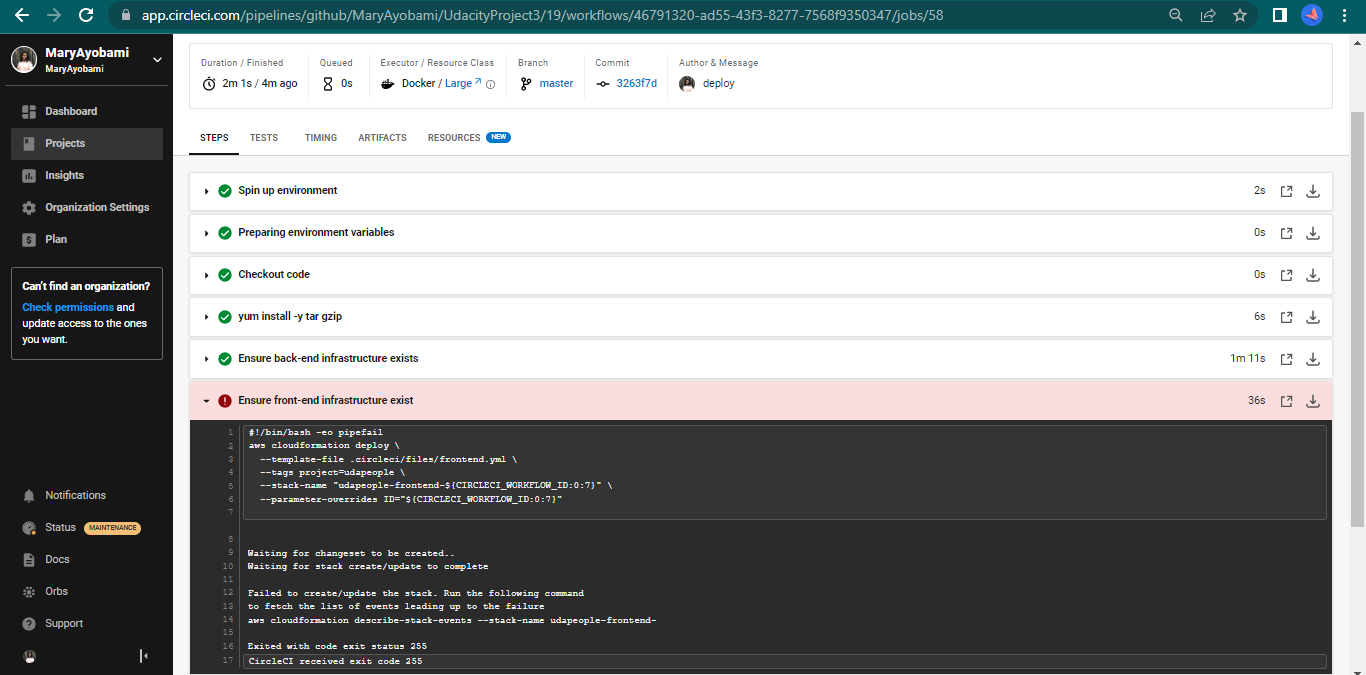 app.circleci.com/pipelines/github/MaryAyobami/UdacityProject3/19/workflows/46791320-ad55-43f3-8277-7568f9350347/jobs/58
MaryAyobami
MaryAyobami
Dashboard
Projects
Insights
Organization Settings
Plan
Can't find an organization?
Check permissions and
update access to the ones
you want.
Notifications
Status MAINTENANCE
Docs
Orbs
Support
Duration / Finished
2m 1s / 4m ago
Queued
0s
Executor / Resource Class
Docker / Large
Branch
master
Commit
3263f7d
Author & Message
deploy
STEPS TESTS TIMING ARTIFACTS RESOURCES NEW
Spin up environment 2s
Preparing environment variables 0s
Checkout code 0s
yum install -y tar gzip 6s
Ensure back-end infrastructure exists 1m 11s
Ensure front-end infrastructure exist 36s
1 #!/bin/bash -eo pipefail
2 aws cloudformation deploy \
3 --template-file .circleci/files/frontend.yml \
4 --tags project=udapeople \
5 --stack-name "udapeople-frontend-${CIRCLECI_WORKFLOW_ID:0:7}" \
6 --parameter-overrides ID="${CIRCLECI_WORKFLOW_ID:0:7}"
7
8
9 Waiting for changeset to be created..
10 Waiting for stack create/update to complete
11
12 Failed to create/update the stack. Run the following command
13 to fetch the list of events leading up to the failure
14 aws cloudformation describe-stack-events --stack-name udapeople-frontend-
15
16 Exited with code exit status 255
17 CircleCI received exit code 255